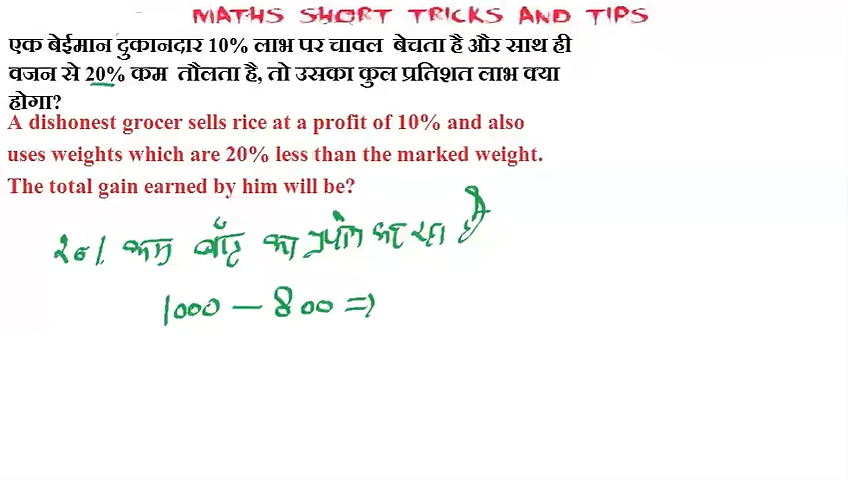 MATHS SHORT TRICKS AND TIPS
एक बेईमान दुकानदार 10% लाभ पर चावल बेचता है और साथ ही
वजन से 20% कम तौलता है, तो उसका कुल प्रतिशत लाभ क्या
होगा?
A dishonest grocer sells rice at a profit of 10% and also
uses weights which are 20% less than the marked weight.
The total gain earned by him will be?
20% कम बाँट का प्रयोग कर रहा है
1000 — 800 ⇒